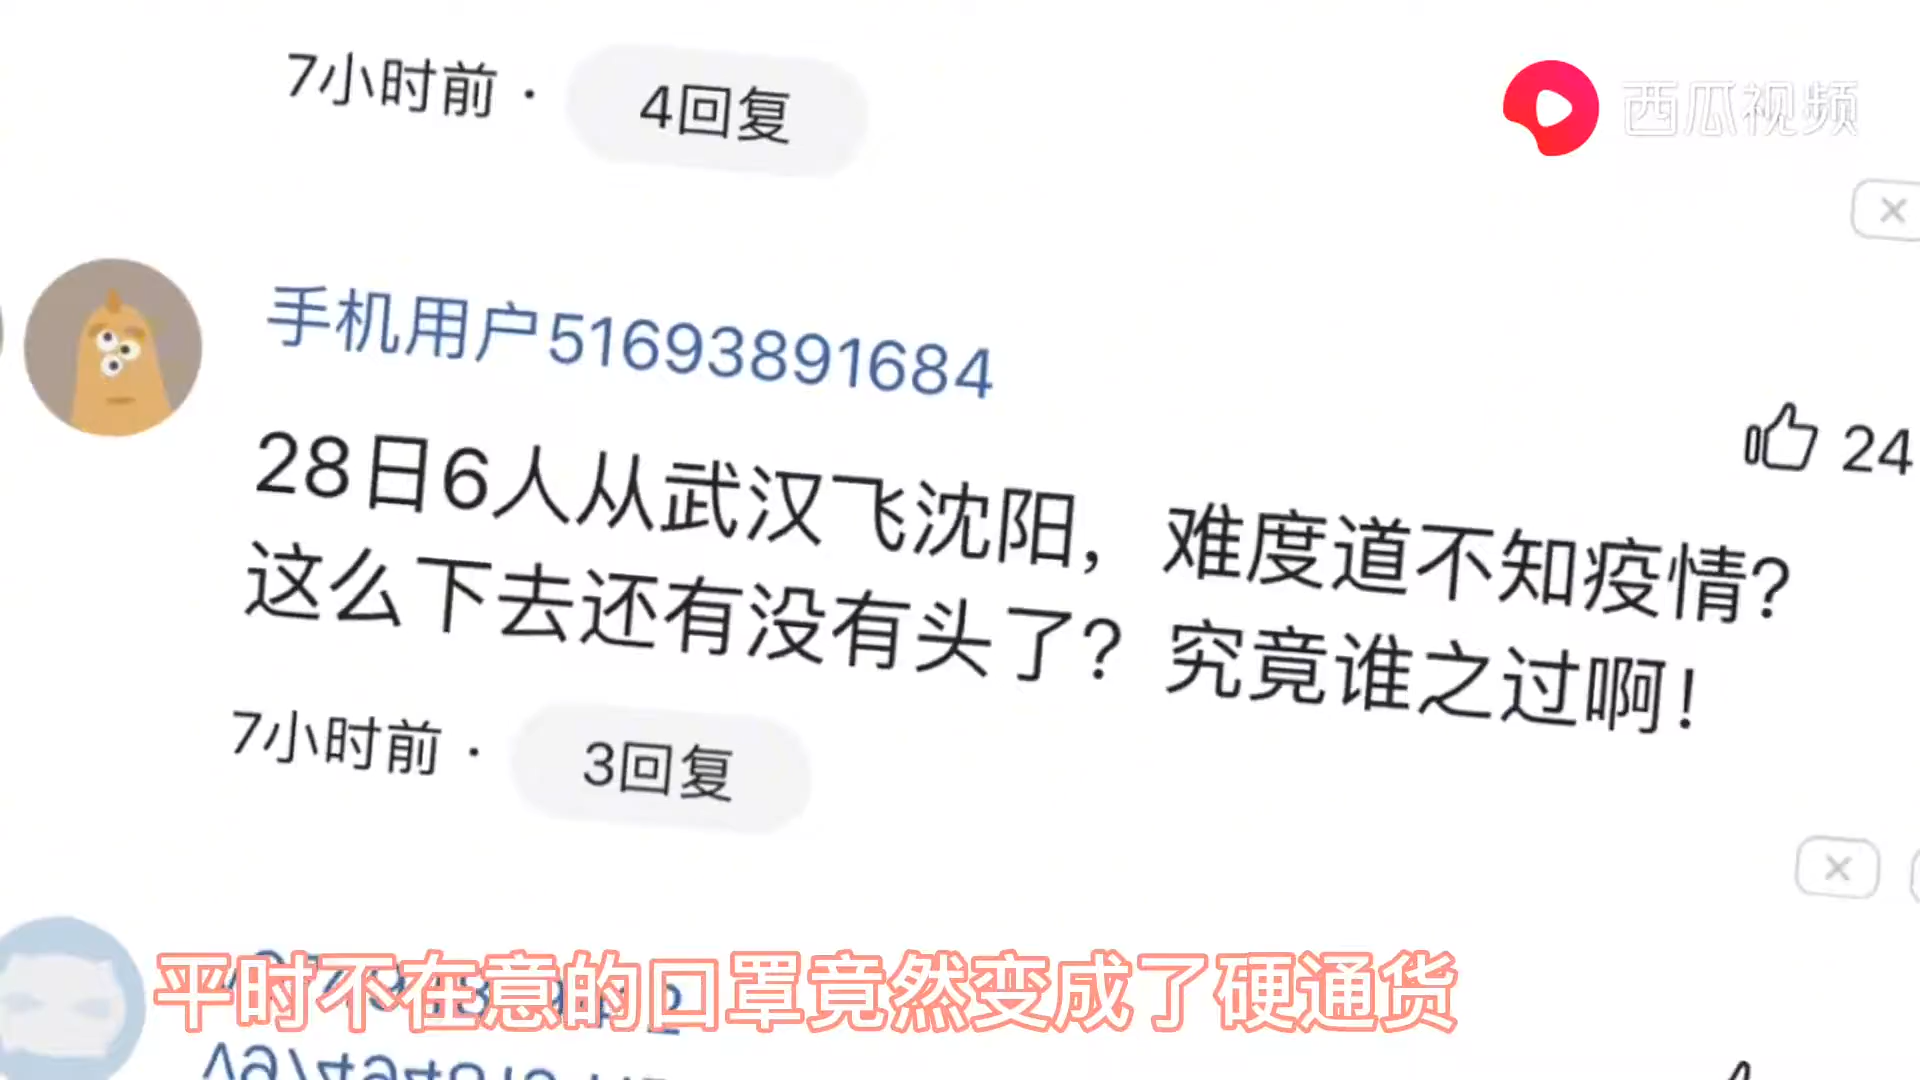 7小时前 · 4回复
西瓜视频
手机用户51693891684
24
28日6人从武汉飞沈阳，难度道不知疫情？
这么下去还有没有头了？究竟谁之过啊！
7小时前 · 3回复
平时不在意的口罩竟然变成了硬通货